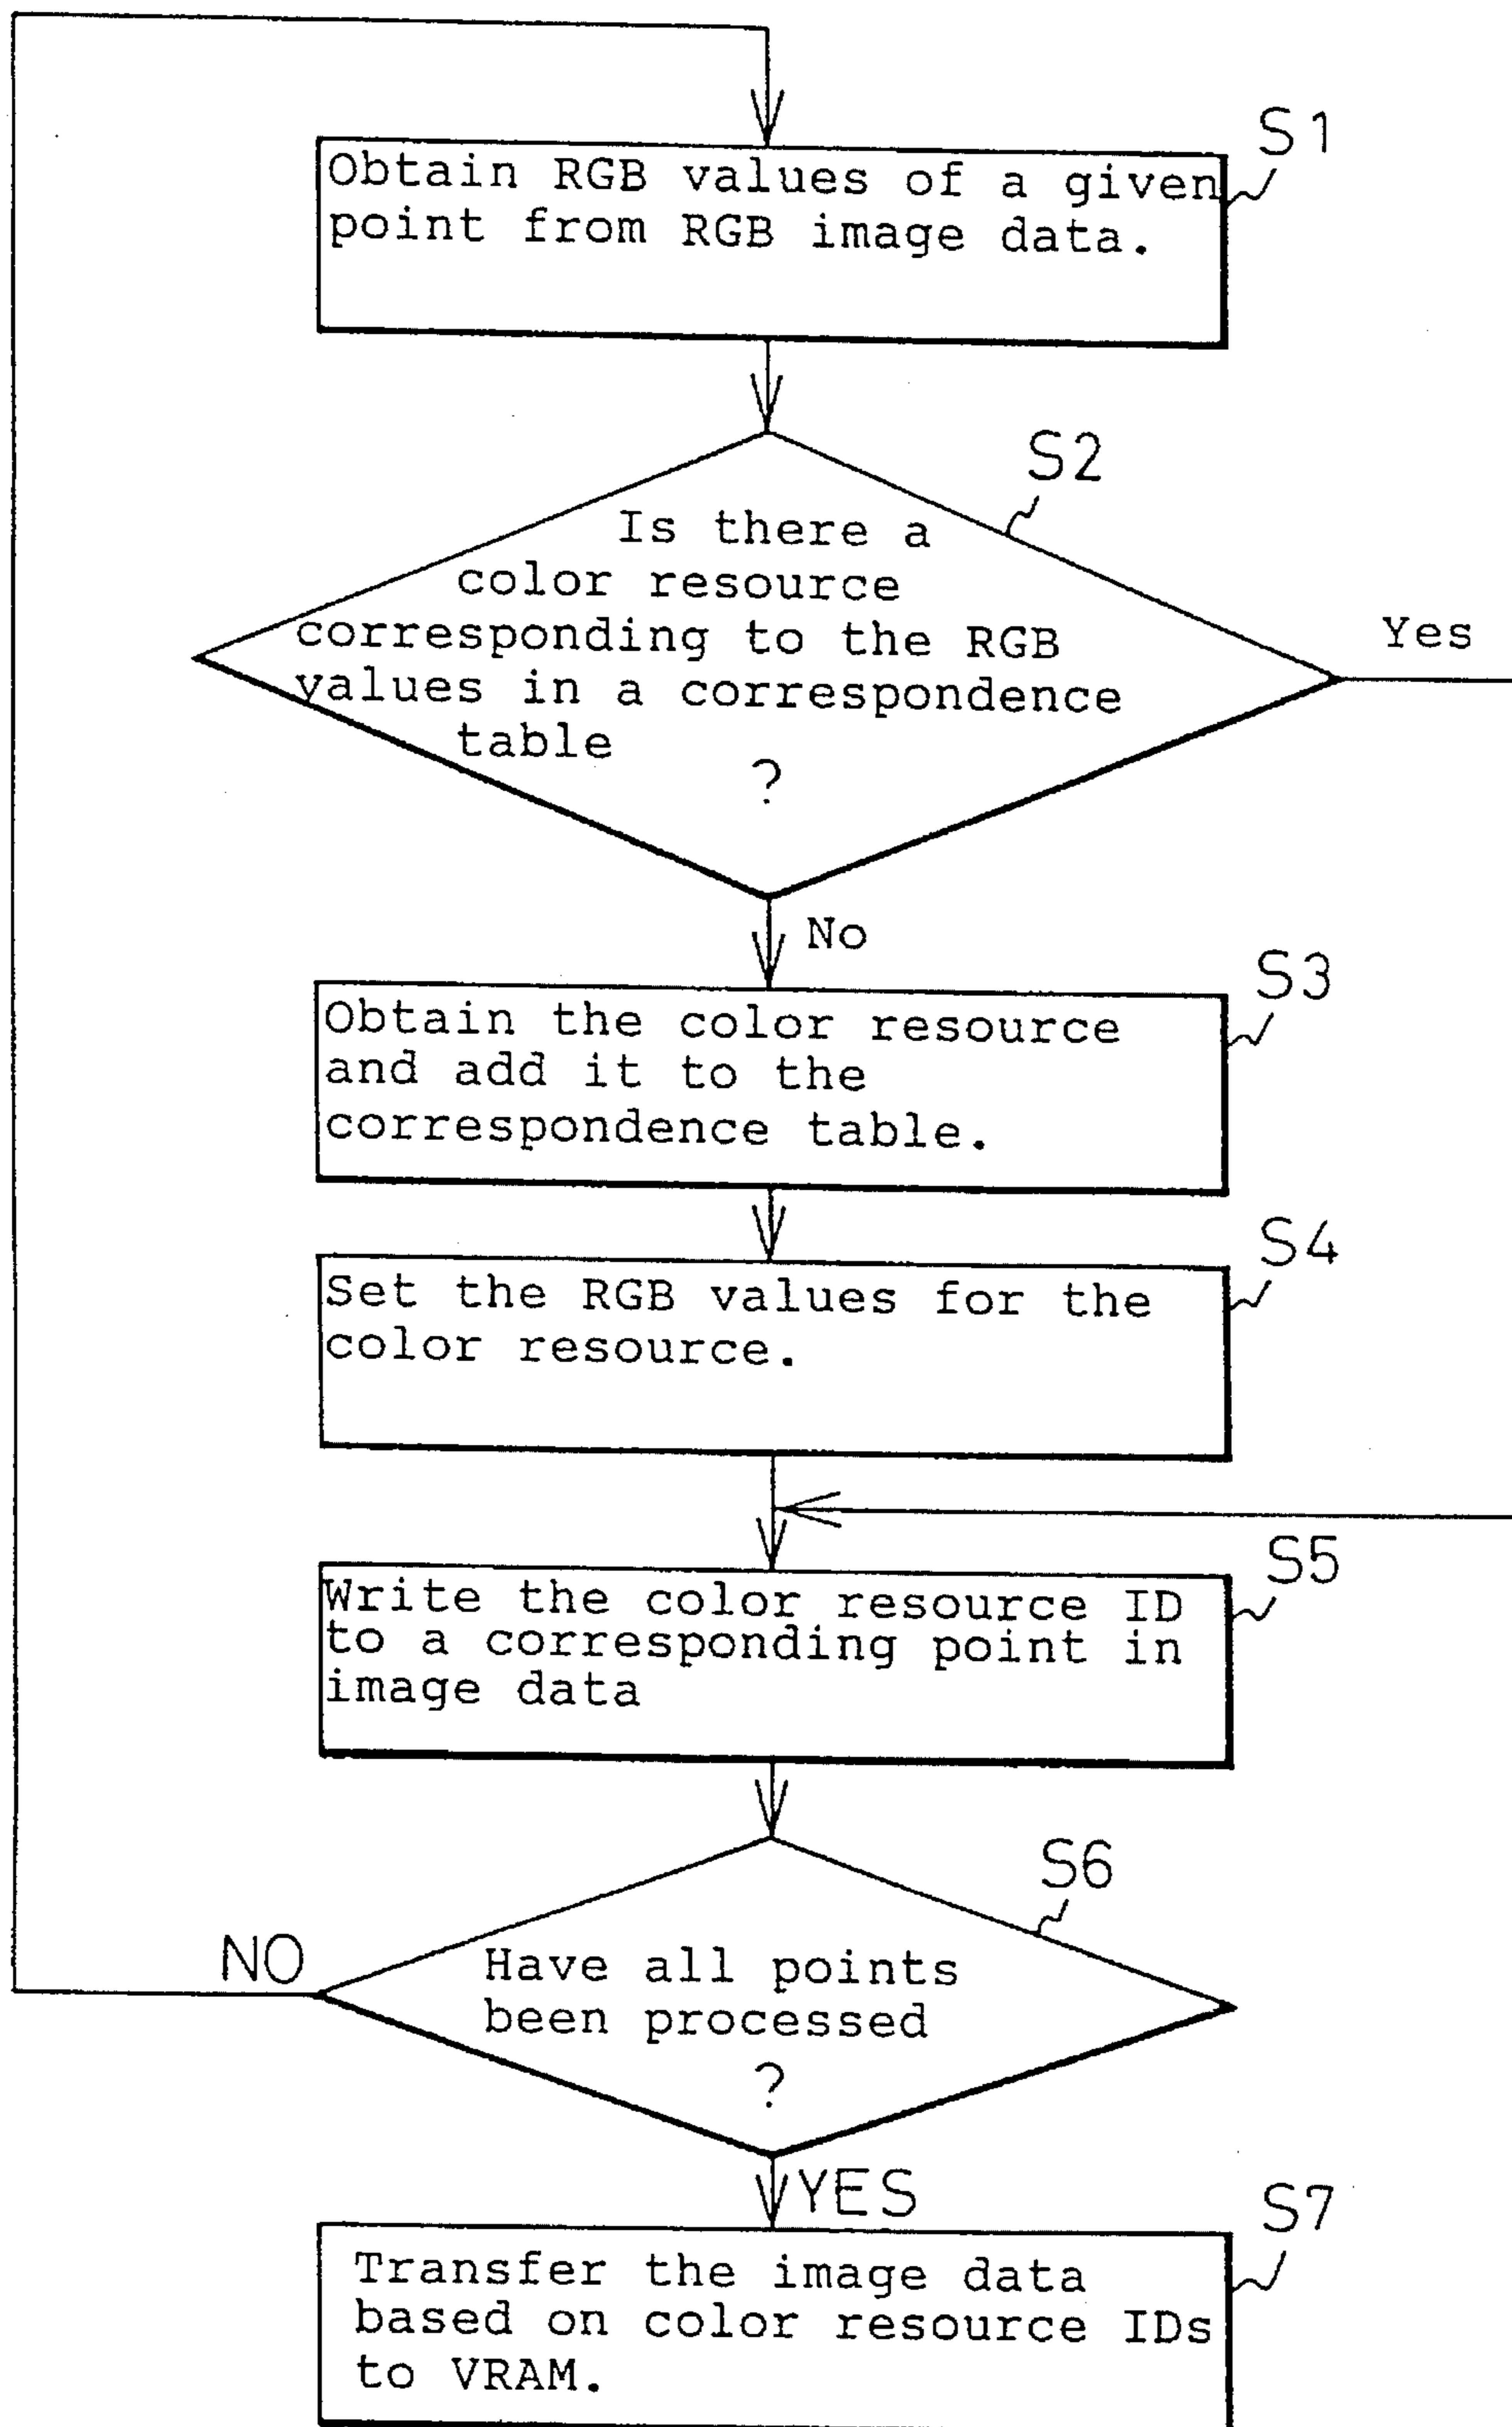 S1
Obtain RGB values of a given
point from RGB image data.
S2
Is there a
color resource
corresponding to the RGB
values in a correspondence
table
?
Yes
No
S3
Obtain the color resource
and add it to the
correspondence table.
S4
Set the RGB values for the
color resource.
S5
Write the color resource ID
to a corresponding point in
image data
S6
NO
Have all points
been processed
?
YES
S7
Transfer the image data
based on color resource IDs
to VRAM.